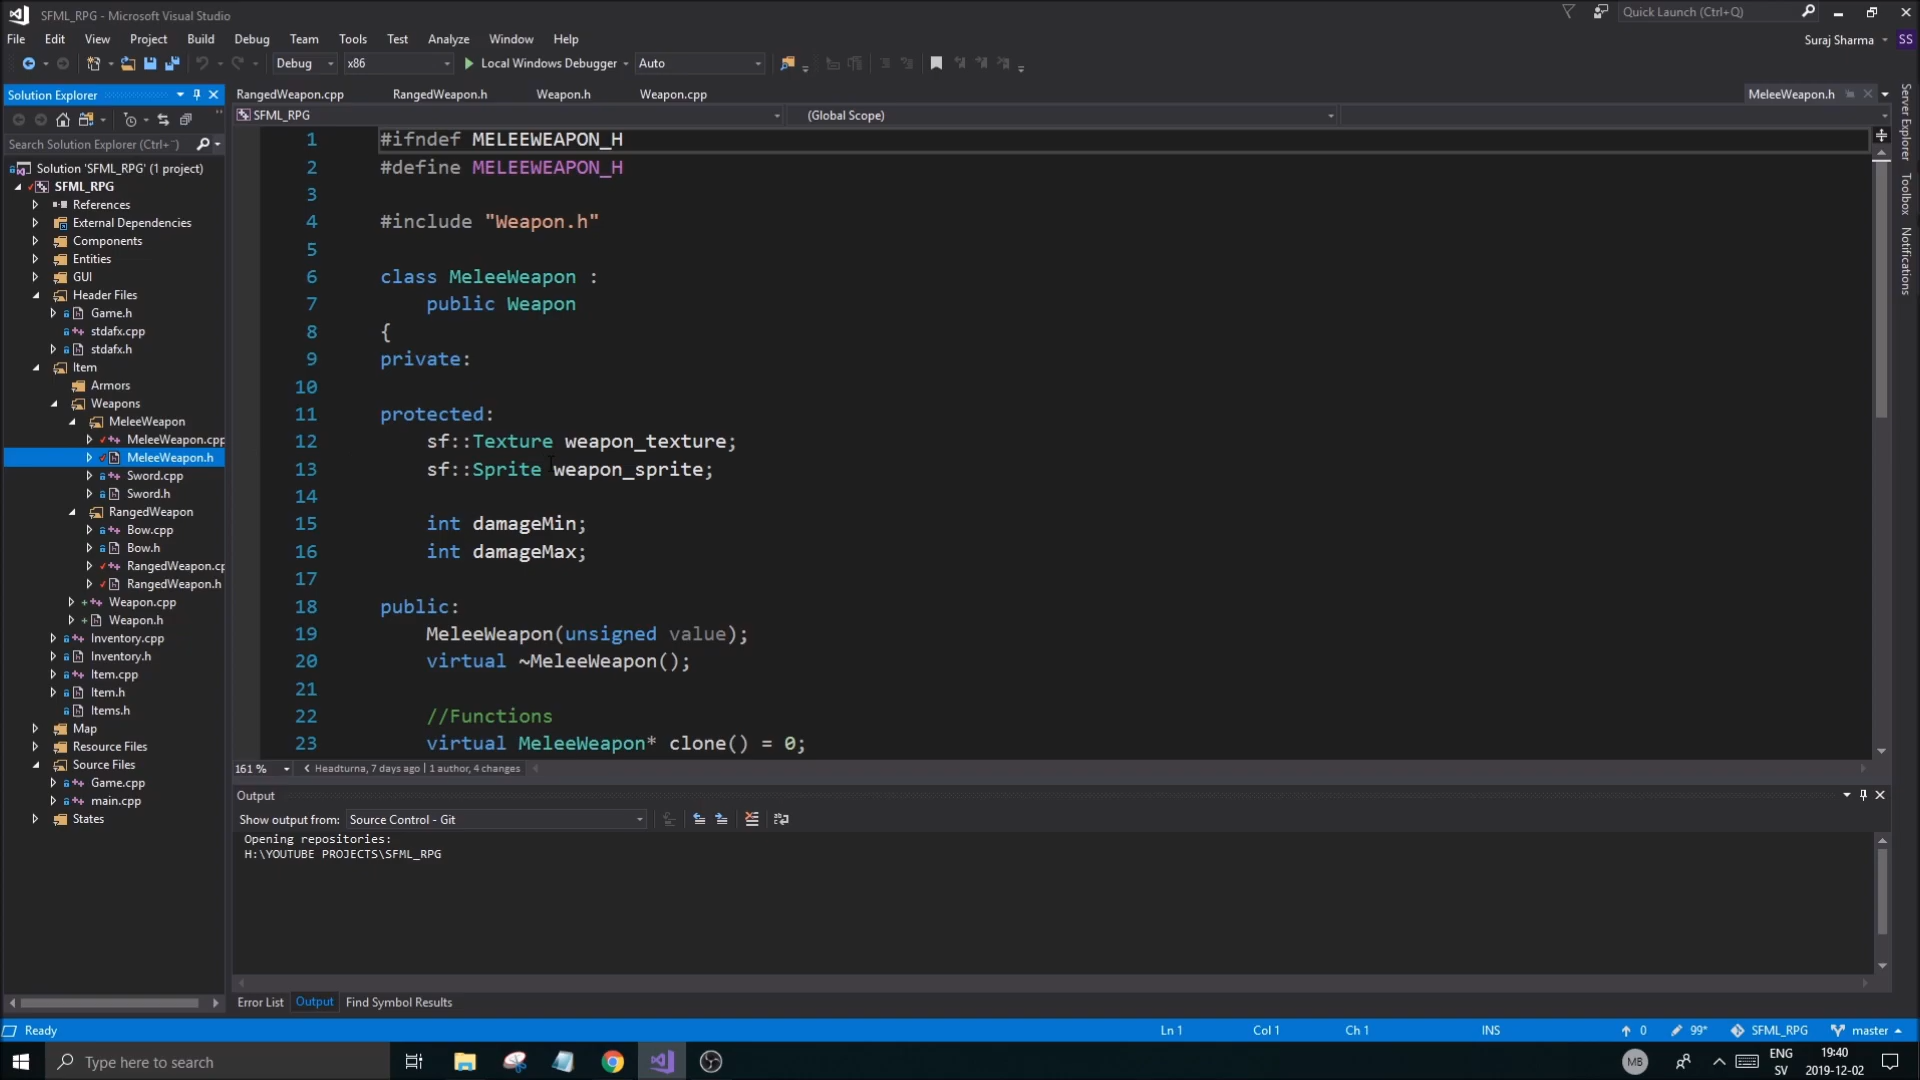 SFML_RPG - Microsoft Visual Studio
Quick Launch (Ctrl+Q)
File Edit View Project Build Debug Team Tools Test Analyze Window Help
Suraj Sharma SS
Debug x86 Local Windows Debugger Auto
Solution Explorer
RangedWeapon.cpp RangedWeapon.h Weapon.h Weapon.cpp MeleeWeapon.h
SFML_RPG (Global Scope)
Search Solution Explorer (Ctrl+¨)
Solution 'SFML_RPG' (1 project)
SFML_RPG
References
External Dependencies
Components
Entities
GUI
Header Files
Game.h
stdafx.cpp
stdafx.h
Item
Armors
Weapons
MeleeWeapon
MeleeWeapon.cpp
MeleeWeapon.h
Sword.cpp
Sword.h
RangedWeapon
Bow.cpp
Bow.h
RangedWeapon.cp
RangedWeapon.h
Weapon.cpp
Weapon.h
Inventory.cpp
Inventory.h
Item.cpp
Item.h
Items.h
Map
Resource Files
Source Files
Game.cpp
main.cpp
States
1 #ifndef MELEEWEAPON_H
2 #define MELEEWEAPON_H
3
4 #include "Weapon.h"
5
6 class MeleeWeapon :
7 public Weapon
8 {
9 private:
10
11 protected:
12 sf::Texture weapon_texture;
13 sf::Sprite weapon_sprite;
14
15 int damageMin;
16 int damageMax;
17
18 public:
19 MeleeWeapon(unsigned value);
20 virtual ~MeleeWeapon();
21
22 //Functions
23 virtual MeleeWeapon* clone() = 0;
161 % Headturna, 7 days ago | 1 author, 4 changes
Server Explorer
Toolbox
Notifications
Output
Show output from: Source Control - Git
Opening repositories:
H:\YOUTUBE PROJECTS\SFML_RPG
Error List Output Find Symbol Results
Ready Ln 1 Col 1 Ch 1 INS 0 99* SFML_RPG master
Type here to search
MB
ENG
SV
19:40
2019-12-02